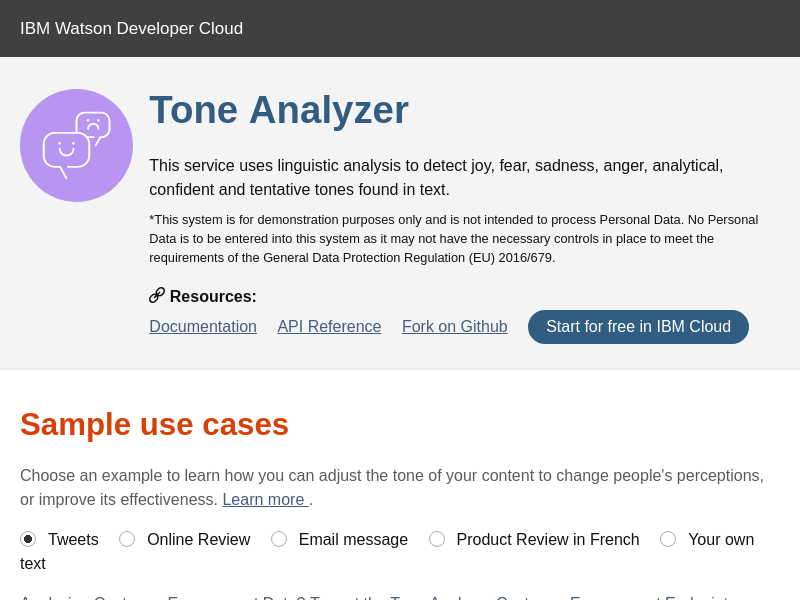 IBM Watson Developer Cloud
Tone Analyzer
This service uses linguistic analysis to detect joy, fear, sadness, anger, analytical,
confident and tentative tones found in text.
*This system is for demonstration purposes only and is not intended to process Personal Data. No Personal
Data is to be entered into this system as it may not have the necessary controls in place to meet the
requirements of the General Data Protection Regulation (EU) 2016/679.
Resources:
Documentation API Reference Fork on Github Start for free in IBM Cloud
Sample use cases
Choose an example to learn how you can adjust the tone of your content to change people's perceptions,
or improve its effectiveness. Learn more .
Tweets Online Review Email message Product Review in French Your own
text